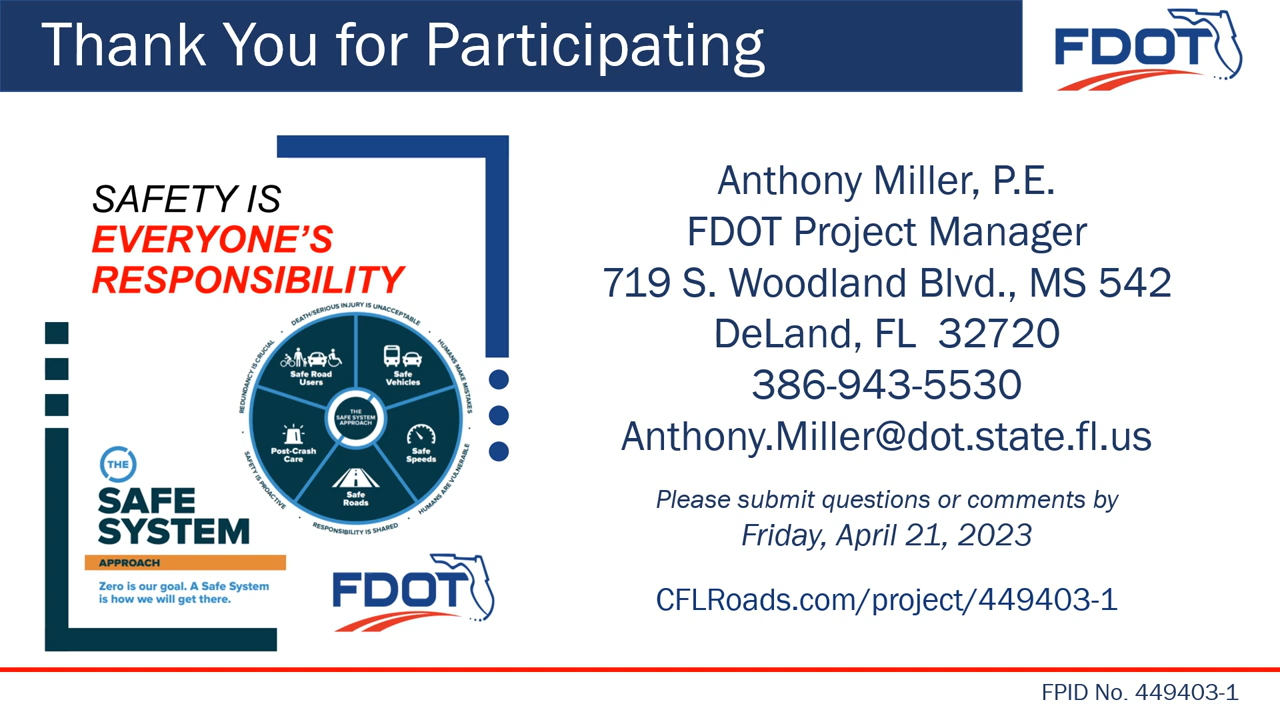 Thank You for Participating
FDOT
SAFETY IS
EVERYONE'S
RESPONSIBILITY
DEATH/SERIOUS INJURY IS UNACCEPTABLE
HUMANS MAKE MISTAKES
HUMANS ARE VULNERABLE
RESPONSIBILITY IS SHARED
SAFETY IS PROACTIVE
REDUNDANCY IS CRUCIAL
Safe Road
Users
Safe
Vehicles
THE
SAFE SYSTEM
APPROACH
Post-Crash
Care
Safe
Speeds
Safe
Roads
THE
SAFE
SYSTEM
APPROACH
Zero is our goal. A Safe System
is how we will get there.
FDOT
Anthony Miller, P.E.
FDOT Project Manager
719 S. Woodland Blvd., MS 542
DeLand, FL  32720
386-943-5530
Anthony.Miller@dot.state.fl.us
Please submit questions or comments by
Friday, April 21, 2023
CFLRoads.com/project/449403-1
FPID No. 449403-1